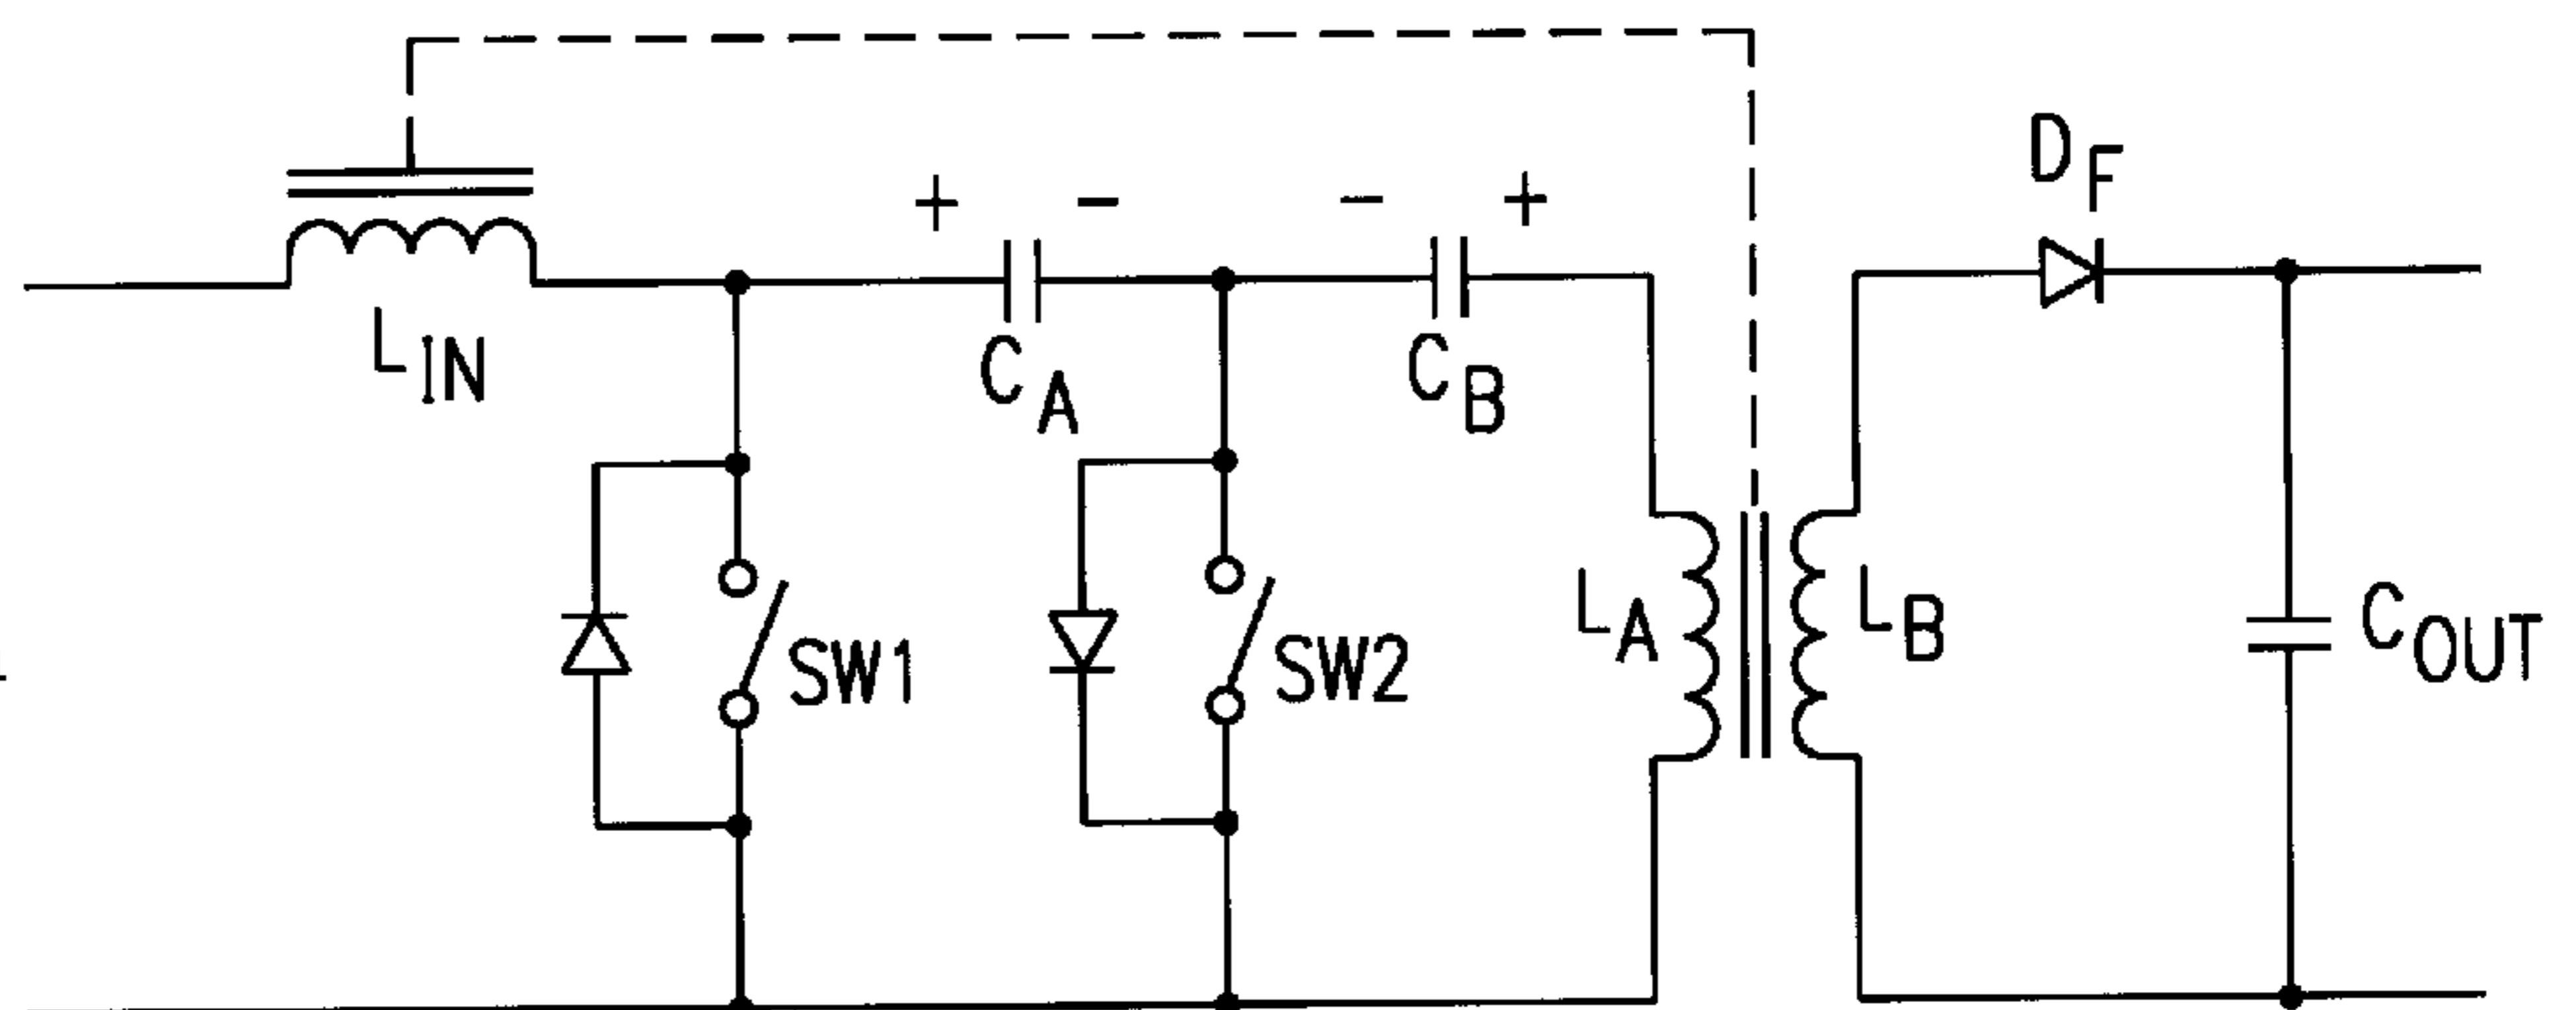 + - - +
D_F
L_IN
C_A
C_B
SW1
SW2
L_A
L_B
C_OUT